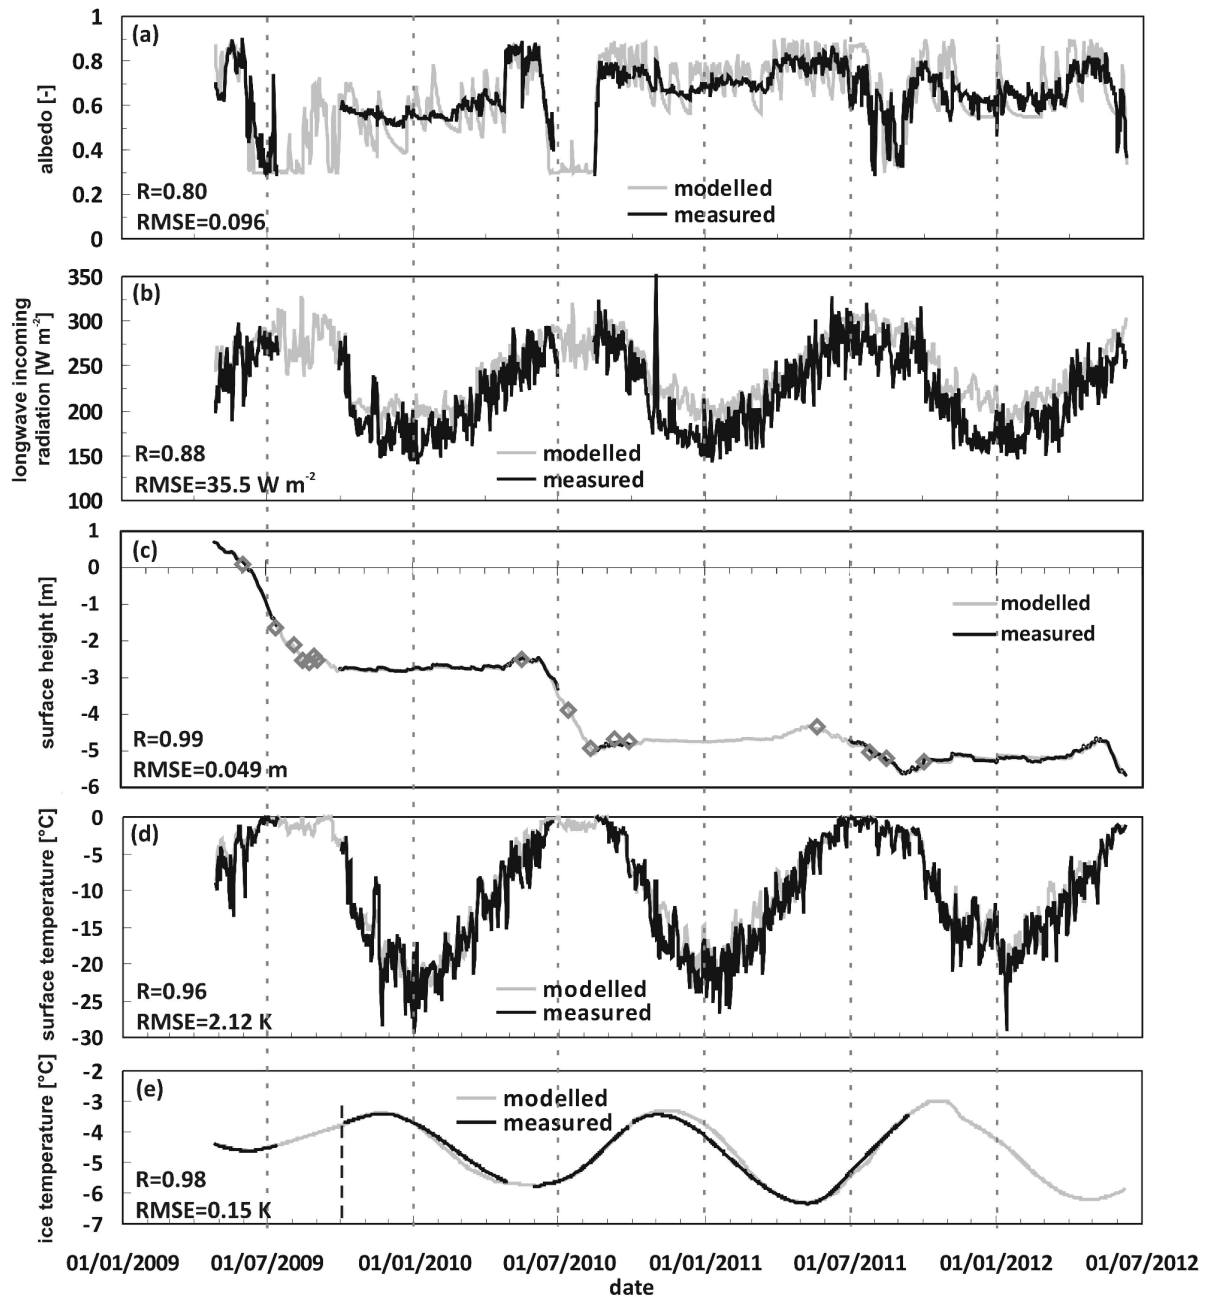 (a)
albedo [-]
1
0.8
0.6
0.4
0.2
0
R=0.80
RMSE=0.096
modelled
measured
(b)
longwave incoming
radiation [W m-2]
350
300
250
200
150
100
R=0.88
RMSE=35.5 W m-2
modelled
measured
(c)
surface height [m]
1
0
-1
-2
-3
-4
-5
-6
R=0.99
RMSE=0.049 m
modelled
measured
(d)
surface temperature [°C]
0
-5
-10
-15
-20
-25
-30
R=0.96
RMSE=2.12 K
modelled
measured
(e)
ice temperature [°C]
-2
-3
-4
-5
-6
-7
R=0.98
RMSE=0.15 K
modelled
measured
01/01/2009 01/07/2009 01/01/2010 01/07/2010 01/01/2011 01/07/2011 01/01/2012 01/07/2012
date